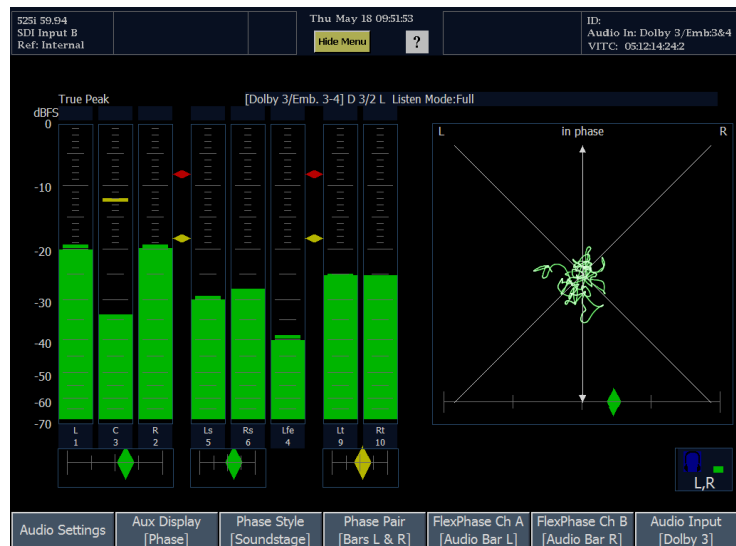 525i 59.94
SDI Input B
Ref: Internal
Thu May 18 09:51:53
Hide Menu
?
ID:
Audio In: Dolby 3/Emb:3&4
VITC: 05:12:14:24:2
True Peak
[Dolby 3/Emb. 3-4] D 3/2 L Listen Mode:Full
dBFS
0
-10
-20
-30
-40
-50
-60
-70
L C R Ls Rs Lfe Lt Rt
1 3 2 5 6 4 9 10
L in phase R
L,R
Audio Settings
Aux Display
[Phase]
Phase Style
[Soundstage]
Phase Pair
[Bars L & R]
FlexPhase Ch A
[Audio Bar L]
FlexPhase Ch B
[Audio Bar R]
Audio Input
[Dolby 3]